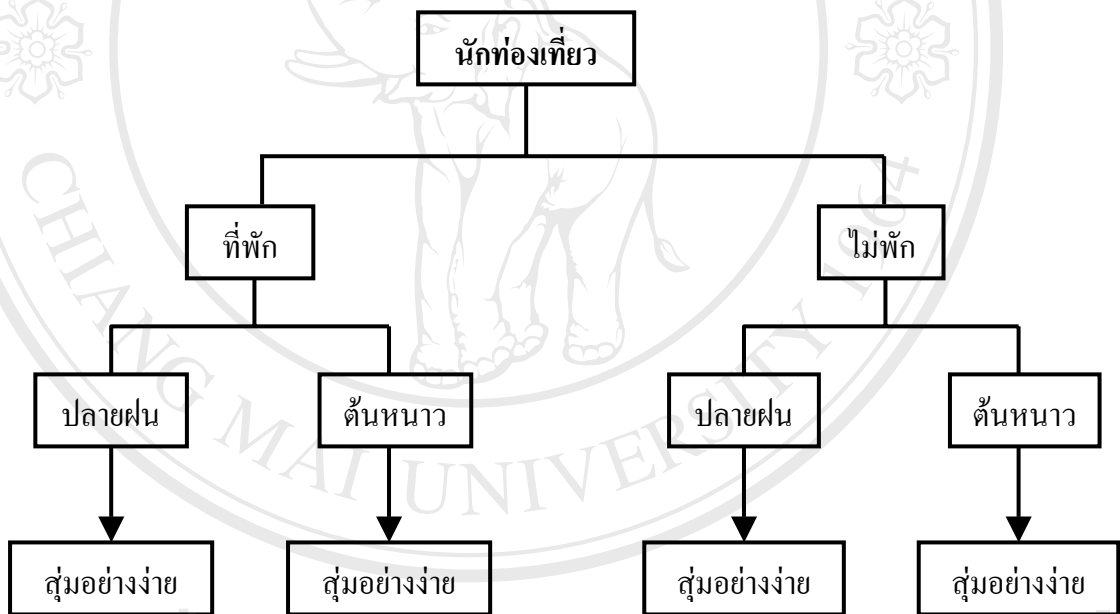 นักท่องเที่ยว
ที่พัก
ไม่พัก
ปลายฝน
ต้นหนาว
ปลายฝน
ต้นหนาว
สุ่มอย่างง่าย
สุ่มอย่างง่าย
สุ่มอย่างง่าย
สุ่มอย่างง่าย
CHIANG MAI UNIVERSITY 1964